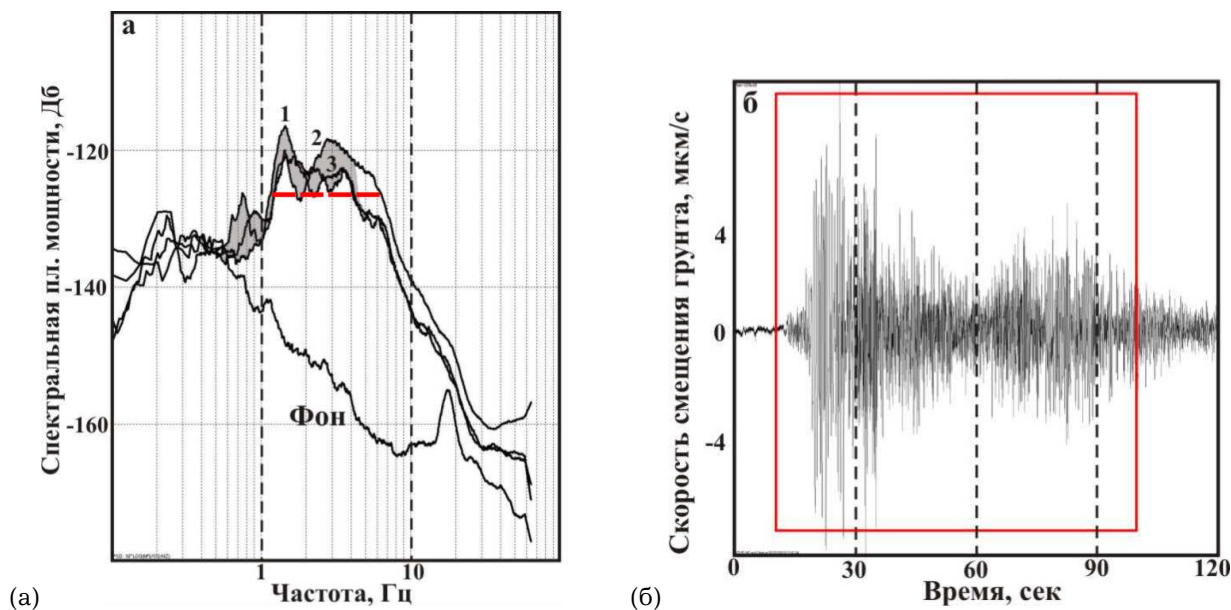 а
Спектральная пл. мощности, Дб
-120
-140
-160
1
2
3
Фон
1
10
Частота, Гц
(а)
б
Скорость смещения грунта, мкм/с
4
0
-4
0
30
60
90
120
Время, сек
(б)